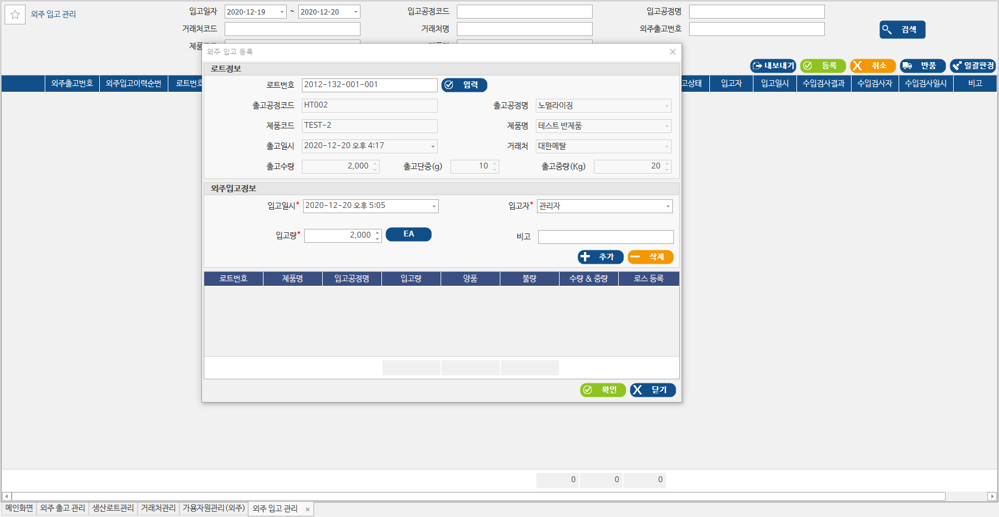 외주 입고 관리
입고일자 2020-12-19 ~ 2020-12-20 입고공정코드 입고공정명
거래처코드 거래처명 외주출고번호 검색
내보내기 등록 취소 반품 일괄판정
외주출고번호 외주입고이력순번 고상태 입고자 입고일시 수입검사결과 수입검사자 수입검사일시 비고
외주 입고 등록
로트정보
로트번호 2012-132-001-001 입력
출고공정코드 HT002 출고공정명 노멀라이징
제품코드 TEST-2 제품명 테스트 반제품
출고일시 2020-12-20 오후 4:17 거래처 대한메탈
출고수량 2,000 출고단중(g) 10 출고중량(Kg) 20
외주입고정보
입고일시* 2020-12-20 오후 5:05 입고자* 관리자
입고량* 2,000 EA 비고
추가 삭제
로트번호 제품명 입고공정명 입고량 양품 불량 수량 & 중량 로스 등록
확인 닫기
0 0 0
메인화면 외주 출고 관리 생산로트관리 거래처관리 가용자원관리(외주) 외주 입고 관리